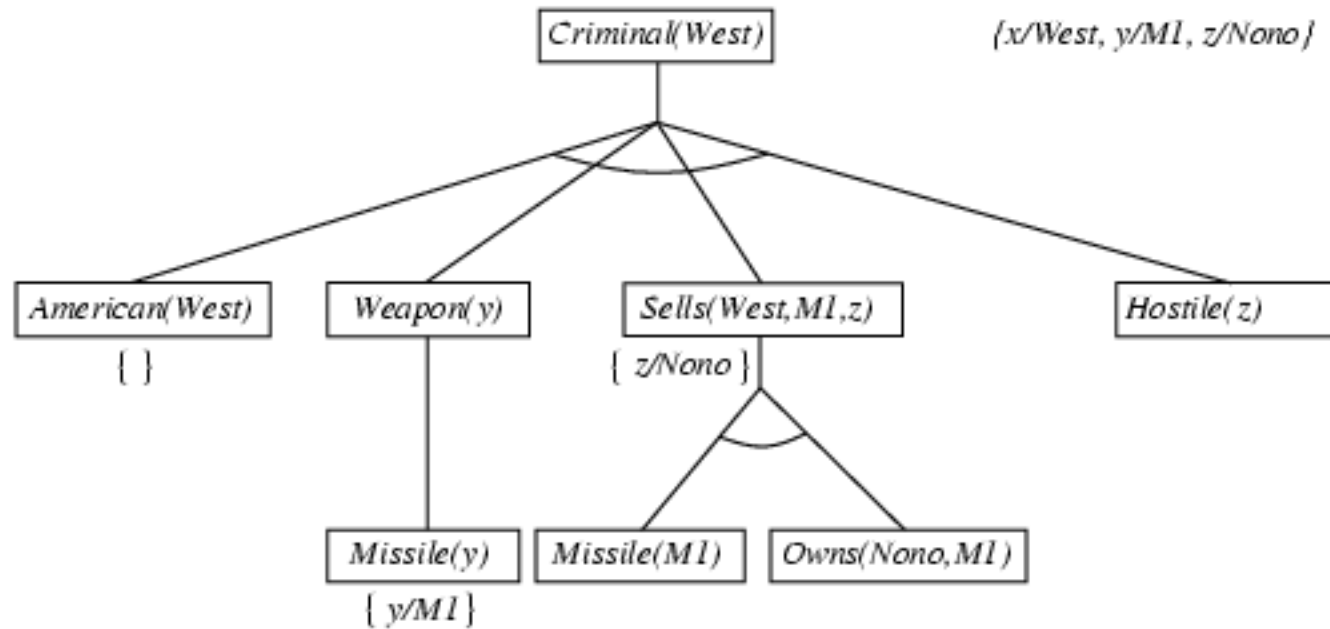 Criminal(West)
{x/West, y/M1, z/Nono}
American(West)
Weapon(y)
Sells(West,M1,z)
Hostile(z)
{ }
{ z/Nono }
Missile(y)
Missile(M1)
Owns(Nono,M1)
{ y/M1 }